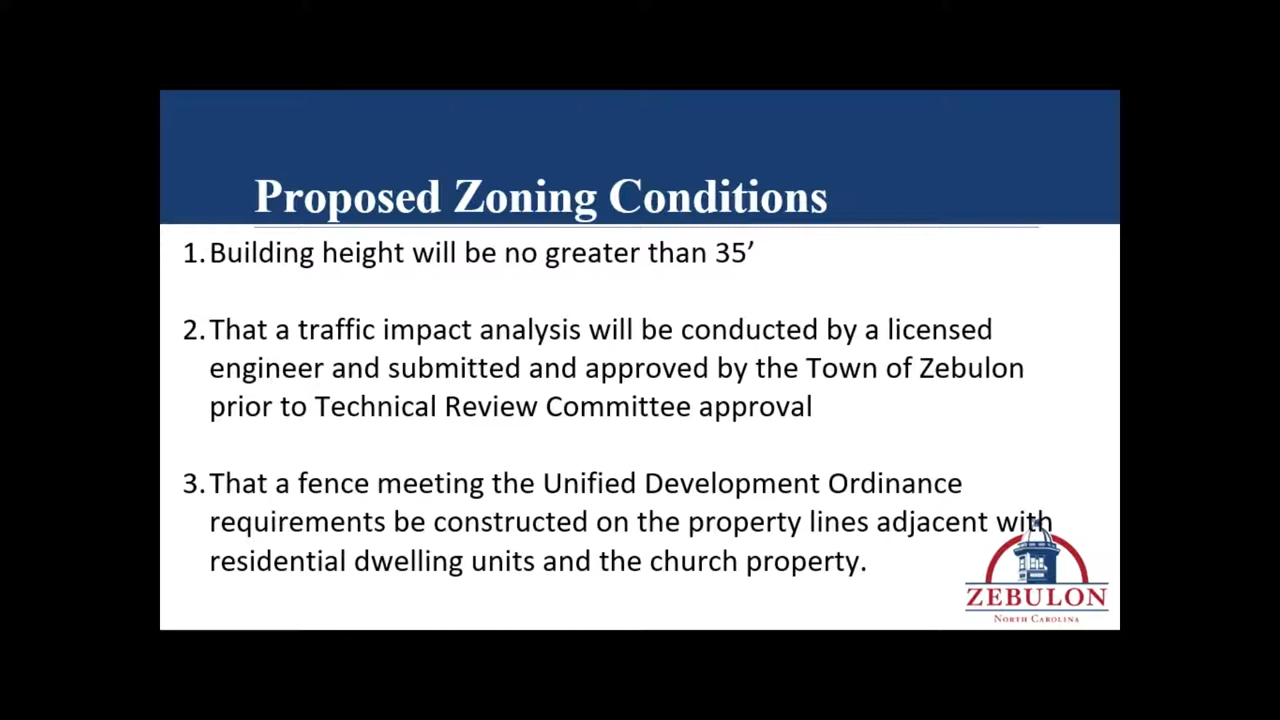 Proposed Zoning Conditions
1. Building height will be no greater than 35’
2. That a traffic impact analysis will be conducted by a licensed
engineer and submitted and approved by the Town of Zebulon
prior to Technical Review Committee approval
3. That a fence meeting the Unified Development Ordinance
requirements be constructed on the property lines adjacent with
residential dwelling units and the church property.
ZEBULON
NORTH CAROLINA